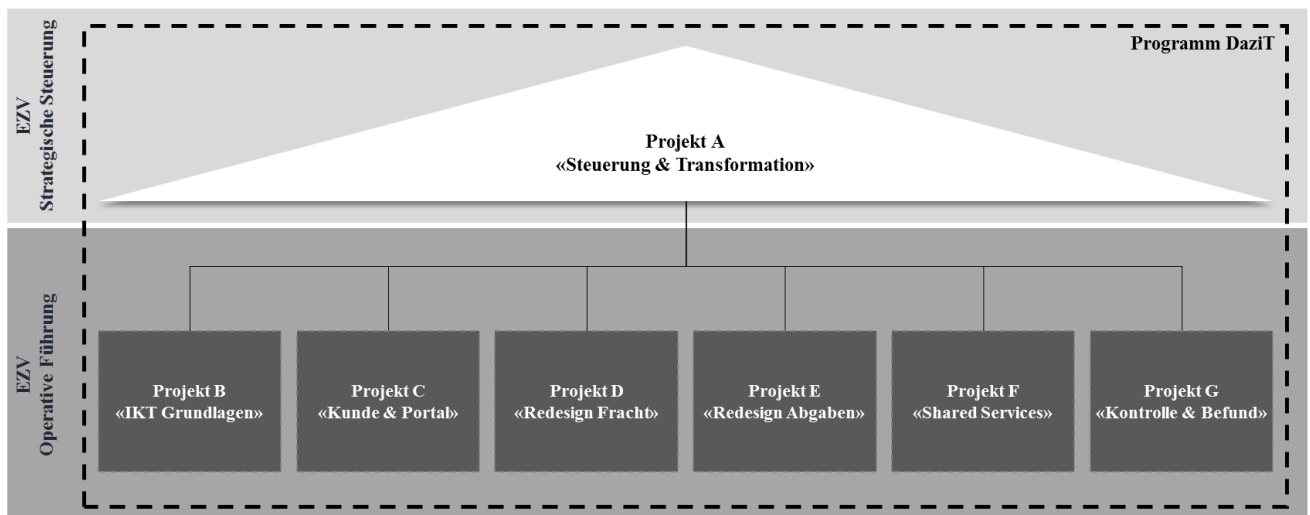 EZV
Strategische Steuerung
Programm DaziT
Projekt A
«Steuerung & Transformation»
EZV
Operative Führung
Projekt B
«IKT Grundlagen»
Projekt C
«Kunde & Portal»
Projekt D
«Redesign Fracht»
Projekt E
«Redesign Abgaben»
Projekt F
«Shared Services»
Projekt G
«Kontrolle & Befund»